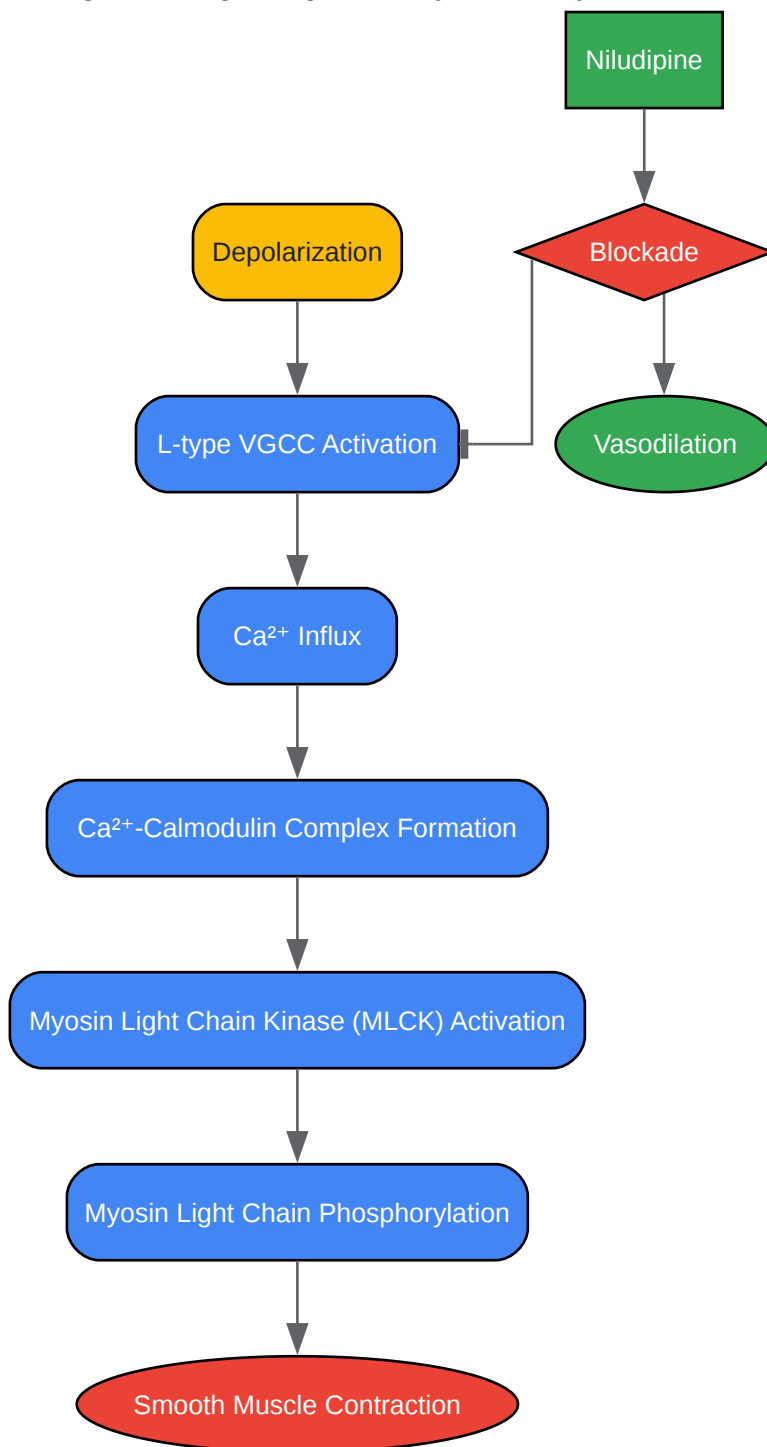 Niludipine
Depolarization
Blockade
L-type VGCC Activation
Vasodilation
Ca²⁺ Influx
Ca²⁺-Calmodulin Complex Formation
Myosin Light Chain Kinase (MLCK) Activation
Myosin Light Chain Phosphorylation
Smooth Muscle Contraction